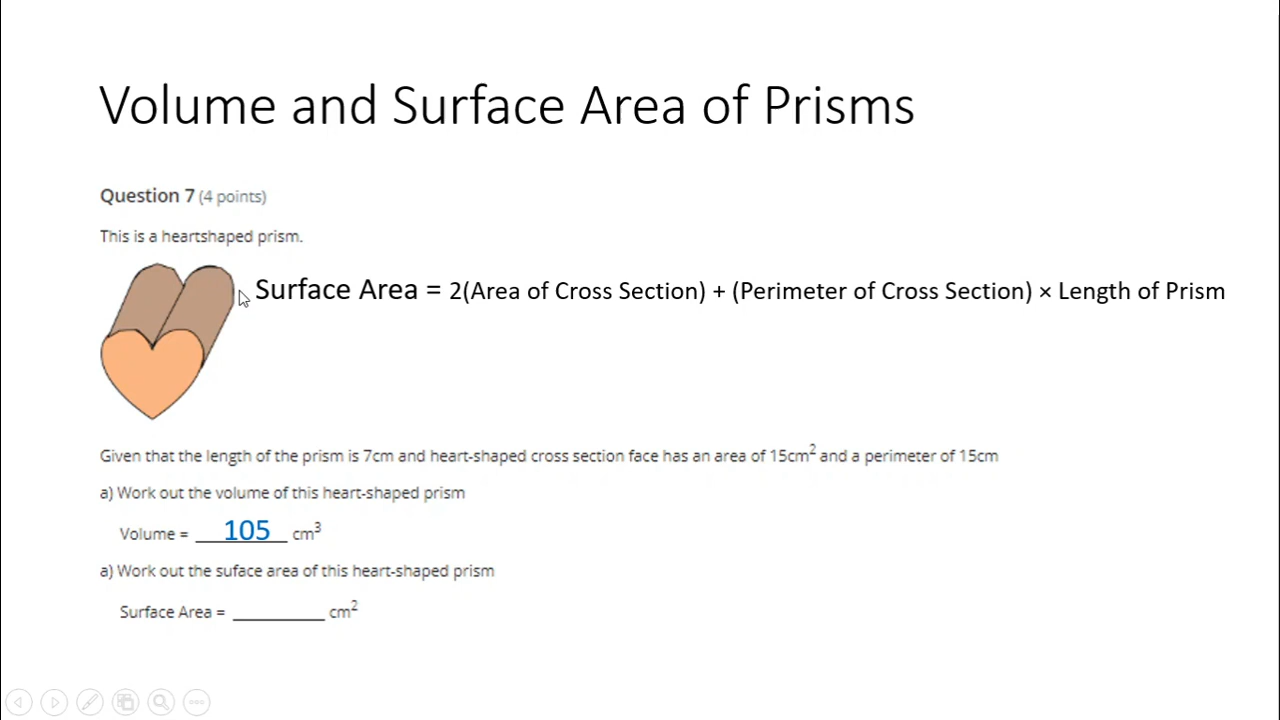 Volume and Surface Area of Prisms
Question 7 (4 points)
This is a heartshaped prism.
Surface Area = 2(Area of Cross Section) + (Perimeter of Cross Section) × Length of Prism
Given that the length of the prism is 7cm and heart-shaped cross section face has an area of 15cm² and a perimeter of 15cm
a) Work out the volume of this heart-shaped prism
Volume = __105__ cm³
a) Work out the suface area of this heart-shaped prism
Surface Area = ________ cm²